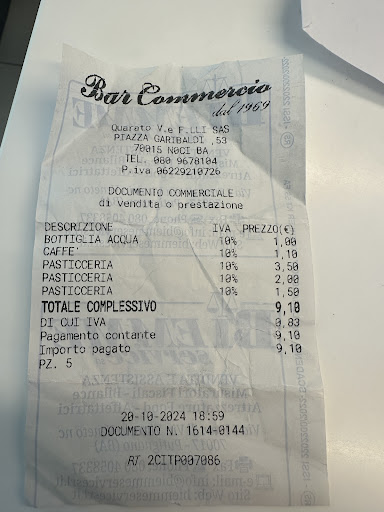 Bar Commercio
dal 1969
Quarato V.e F.LLI SAS
PIAZZA GARIBALDI ,53
70015 NOCI BA
TEL. 080 9678104
P.iva 06229210726
DOCUMENTO COMMERCIALE
di vendita o prestazione
DESCRIZIONE IVA PREZZO(€)
BOTTIGLIA ACQUA 10% 1,00
CAFFE' 10% 1,10
PASTICCERIA 10% 3,50
PASTICCERIA 10% 2,00
PASTICCERIA 10% 1,50
TOTALE COMPLESSIVO 9,10
DI CUI IVA 0,83
Pagamento contante 9,10
Importo pagato 9,10
PZ. 5
20-10-2024 18:59
DOCUMENTO N. 1614-0144
RT 2CITP007086